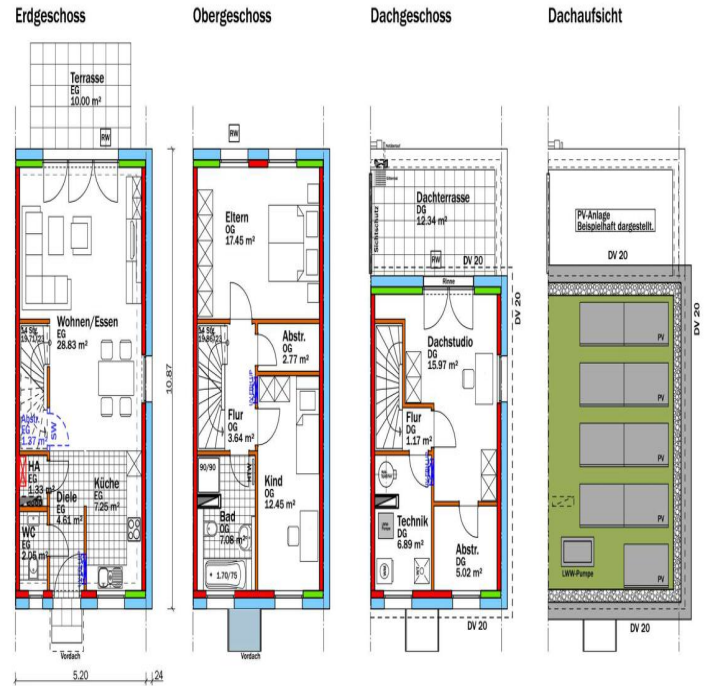 Erdgeschoss
Terrasse
EG
10.00 m²
RW
Wohnen/Essen
EG
28.83 m²
14 Stg.
Abstr.
EG
1.37 m²
SW
HA
EG
1.33 m²
Diele
EG
4.61 m²
Küche
EG
7.25 m²
WC
EG
2.05 m²
Vordach
5.20
24
10.87
Obergeschoss
RW
Eltern
OG
17.45 m²
14 Stg.
Abstr.
OG
2.77 m²
Flur
OG
3.64 m²
90/90
HTW
Kind
OG
12.45 m²
Bad
OG
7.08 m²
1.70/75
Vordach
Dachgeschoss
Sichtschutz
Dachterrasse
DG
12.34 m²
RW
DV 20
Rinne
DV 20
Dachstudio
DG
15.97 m²
Flur
DG
1.17 m²
Technik
DG
6.89 m²
Abstr.
DG
5.02 m²
DV 20
Dachaufsicht
PV-Anlage
Beispielhaft dargestellt.
DV 20
DV 20
PV
PV
PV
PV
LWW-Pumpe
PV
DV 20